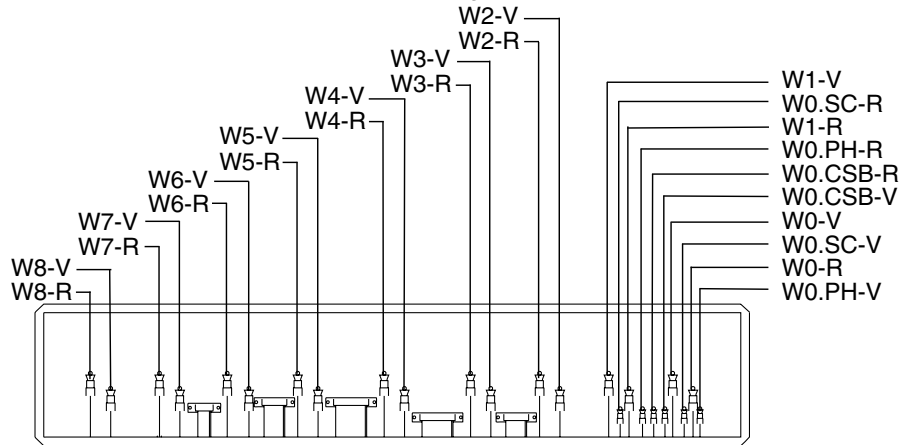 W2-V
W2-R
W3-V
W3-R
W4-V
W4-R
W5-V
W5-R
W6-V
W6-R
W7-V
W7-R
W8-V
W8-R
W1-V
W0.SC-R
W1-R
W0.PH-R
W0.CSB-R
W0.CSB-V
W0-V
W0.SC-V
W0-R
W0.PH-V